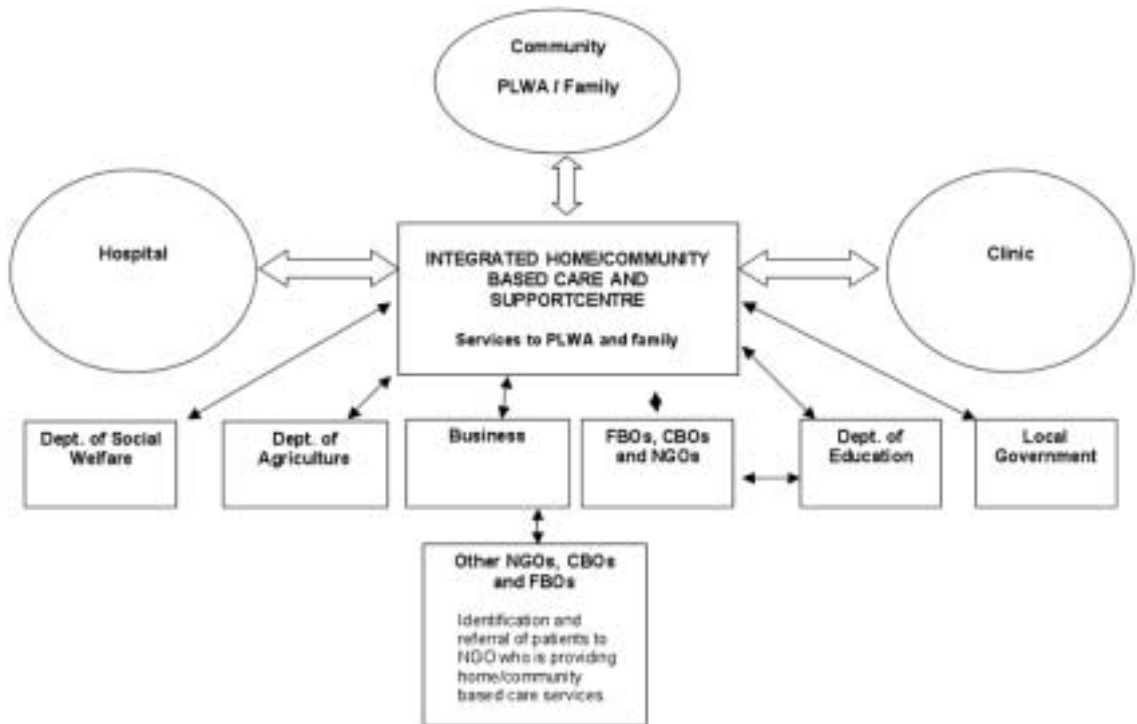 Community
PLWA / Family
Hospital
INTEGRATED HOME/COMMUNITY
BASED CARE AND
SUPPORTCENTRE
Services to PLWA and family
Clinic
Dept. of Social
Welfare
Dept. of
Agriculture
Business
FBOs, CBOs
and NGOs
Dept. of
Education
Local
Government
Other NGOs, CBOs
and FBOs
Identification and
referral of patients to
NGO who is providing
home/community
based care services